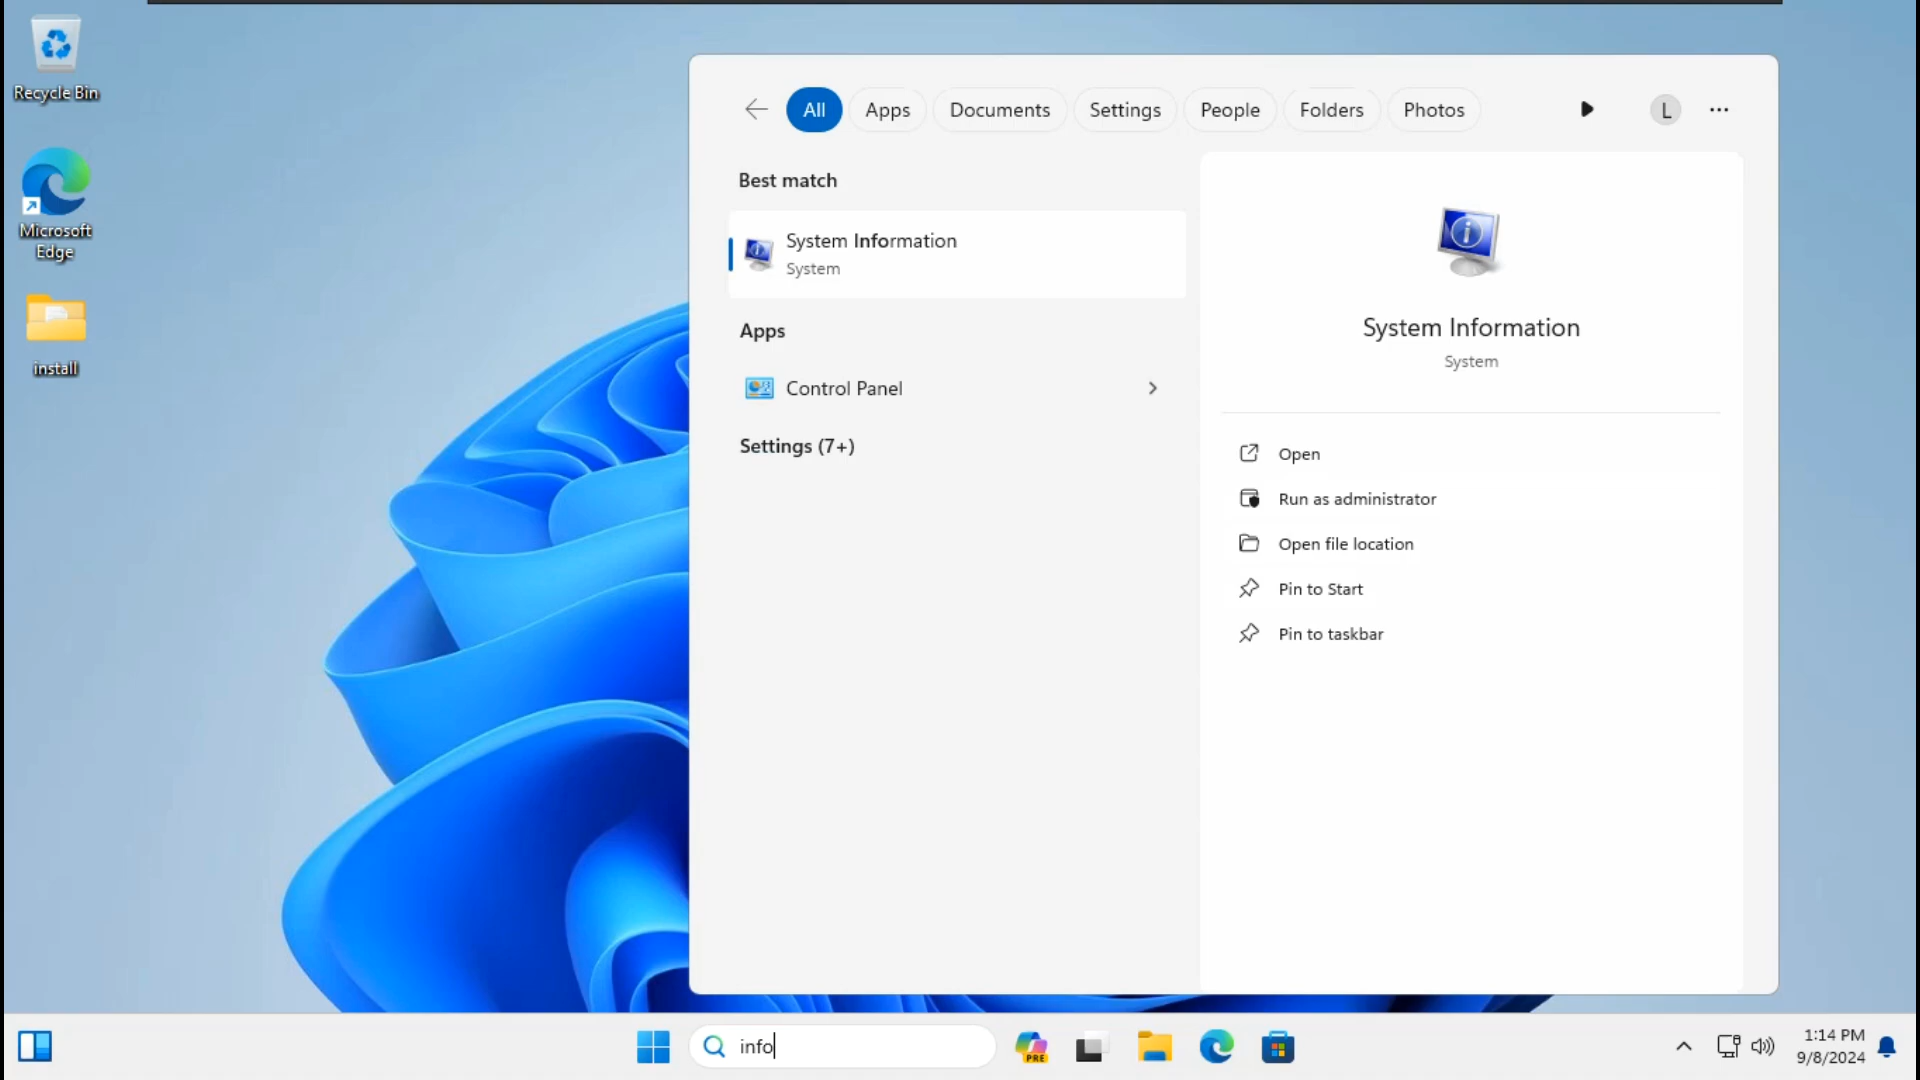 Recycle Bin
Microsoft
Edge
install
All
Apps
Documents
Settings
People
Folders
Photos
L
Best match
System Information
System
Apps
Control Panel
Settings (7+)
System Information
System
Open
Run as administrator
Open file location
Pin to Start
Pin to taskbar
info
PRE
1:14 PM
9/8/2024